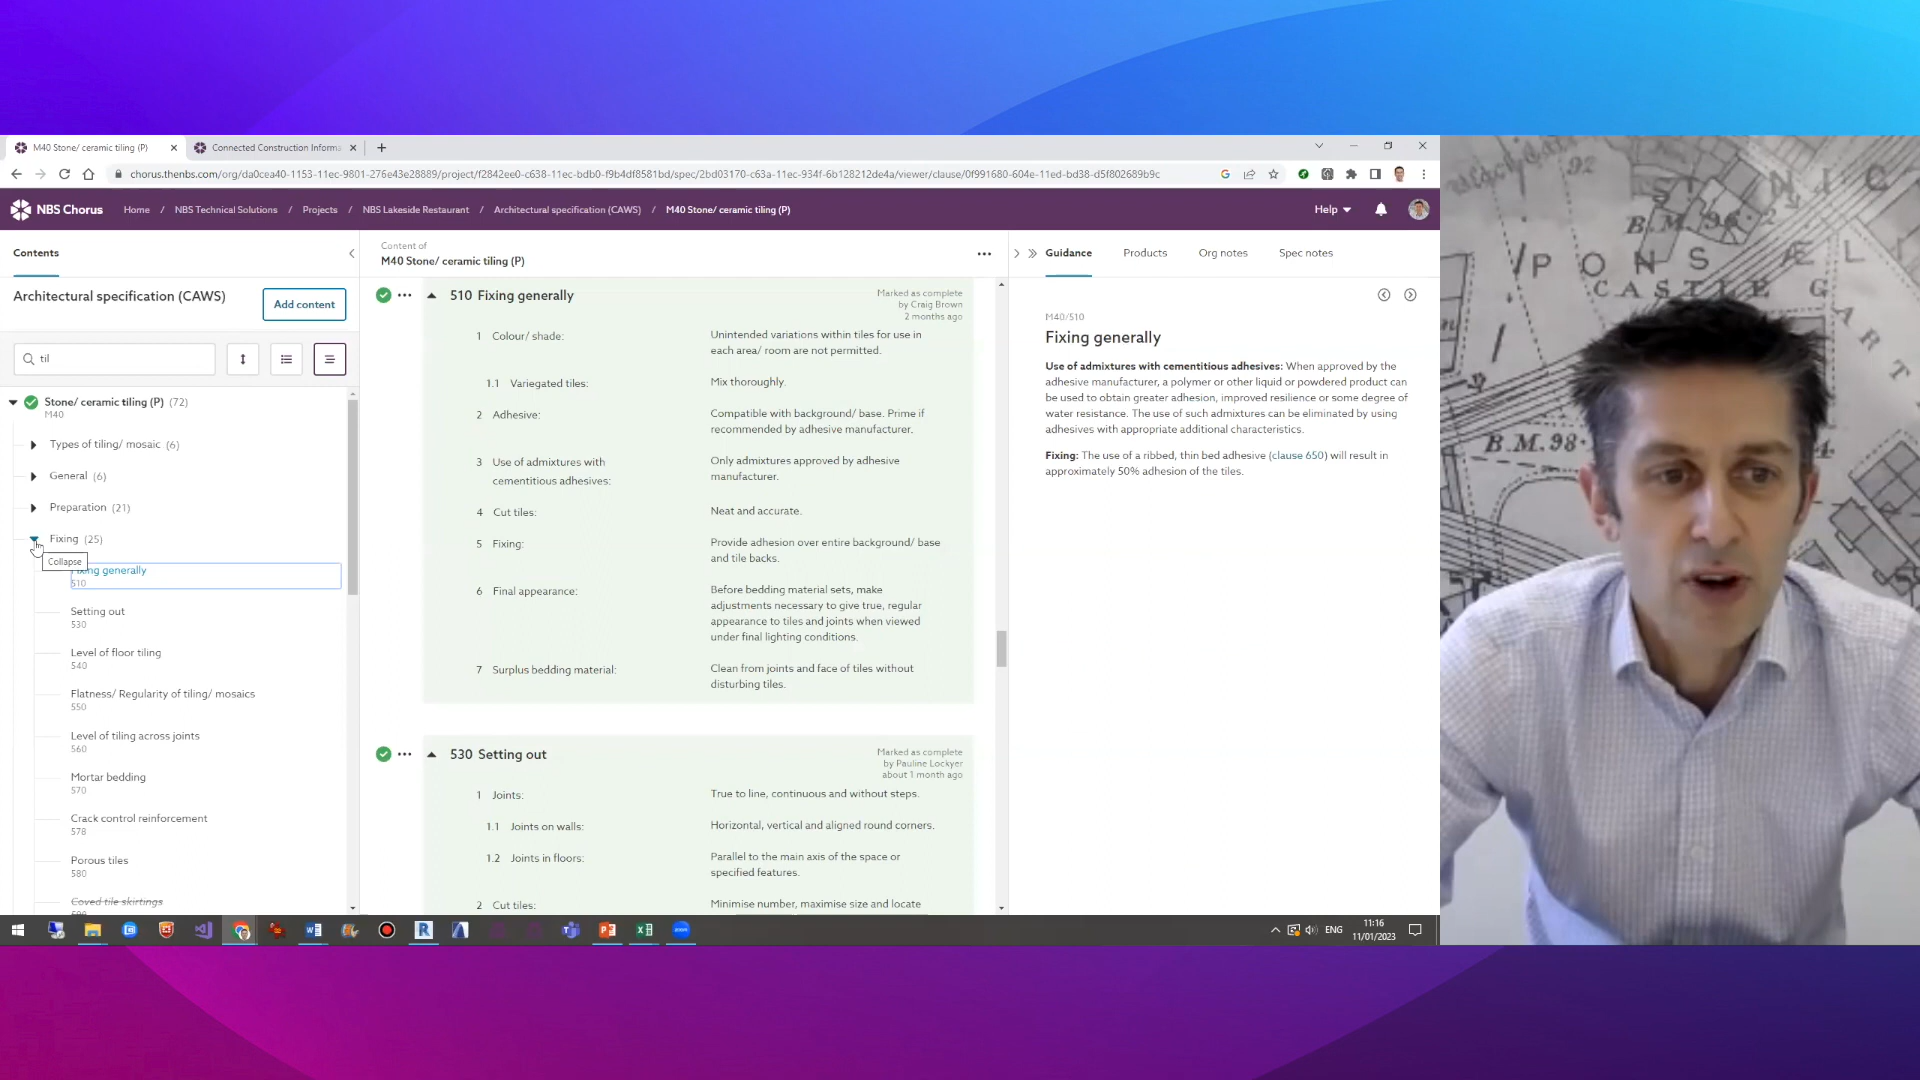 M40 Stone/ ceramic tiling (P)
Connected Construction Informa
chorus.thenbs.com/org/da0cea40-1153-11ec-9801-276e43e28889/project/f2842ee0-c638-11ec-bdb0-f9b4df8581bd/spec/2bd03170-c63a-11ec-934f-6b128212de4a/viewer/clause/0f991680-604e-11ed-bd38-d5f802689b9c
NBS Chorus
Home / NBS Technical Solutions / Projects / NBS Lakeside Restaurant / Architectural specification (CAWS) / M40 Stone/ ceramic tiling (P)
Help
Contents
Architectural specification (CAWS)
Add content
til
Stone/ ceramic tiling (P) (72)
M40
Types of tiling/ mosaic (6)
General (6)
Preparation (21)
Fixing (25)
Collapse
ing generally
510
Setting out
530
Level of floor tiling
540
Flatness/ Regularity of tiling/ mosaics
550
Level of tiling across joints
560
Mortar bedding
570
Crack control reinforcement
578
Porous tiles
580
Coved tile skirtings
Content of
M40 Stone/ ceramic tiling (P)
510 Fixing generally
Marked as complete
by Craig Brown
2 months ago
1 Colour/ shade: Unintended variations within tiles for use in
each area/ room are not permitted.
1.1 Variegated tiles: Mix thoroughly.
2 Adhesive: Compatible with background/ base. Prime if
recommended by adhesive manufacturer.
3 Use of admixtures with Only admixtures approved by adhesive
cementitious adhesives: manufacturer.
4 Cut tiles: Neat and accurate.
5 Fixing: Provide adhesion over entire background/ base
and tile backs.
6 Final appearance: Before bedding material sets, make
adjustments necessary to give true, regular
appearance to tiles and joints when viewed
under final lighting conditions.
7 Surplus bedding material: Clean from joints and face of tiles without
disturbing tiles.
530 Setting out
Marked as complete
by Pauline Lockyer
about 1 month ago
1 Joints: True to line, continuous and without steps.
1.1 Joints on walls: Horizontal, vertical and aligned round corners.
1.2 Joints in floors: Parallel to the main axis of the space or
specified features.
2 Cut tiles: Minimise number, maximise size and locate
Guidance Products Org notes Spec notes
M40/510
Fixing generally
Use of admixtures with cementitious adhesives: When approved by the
adhesive manufacturer, a polymer or other liquid or powdered product can
be used to obtain greater adhesion, improved resilience or some degree of
water resistance. The use of such admixtures can be eliminated by using
adhesives with appropriate additional characteristics.
Fixing: The use of a ribbed, thin bed adhesive (clause 650) will result in
approximately 50% adhesion of the tiles.
ENG
11:16
11/01/2023
92
B.M. 96.2
PONS ÆL
CASTLE G
B.M. 98.